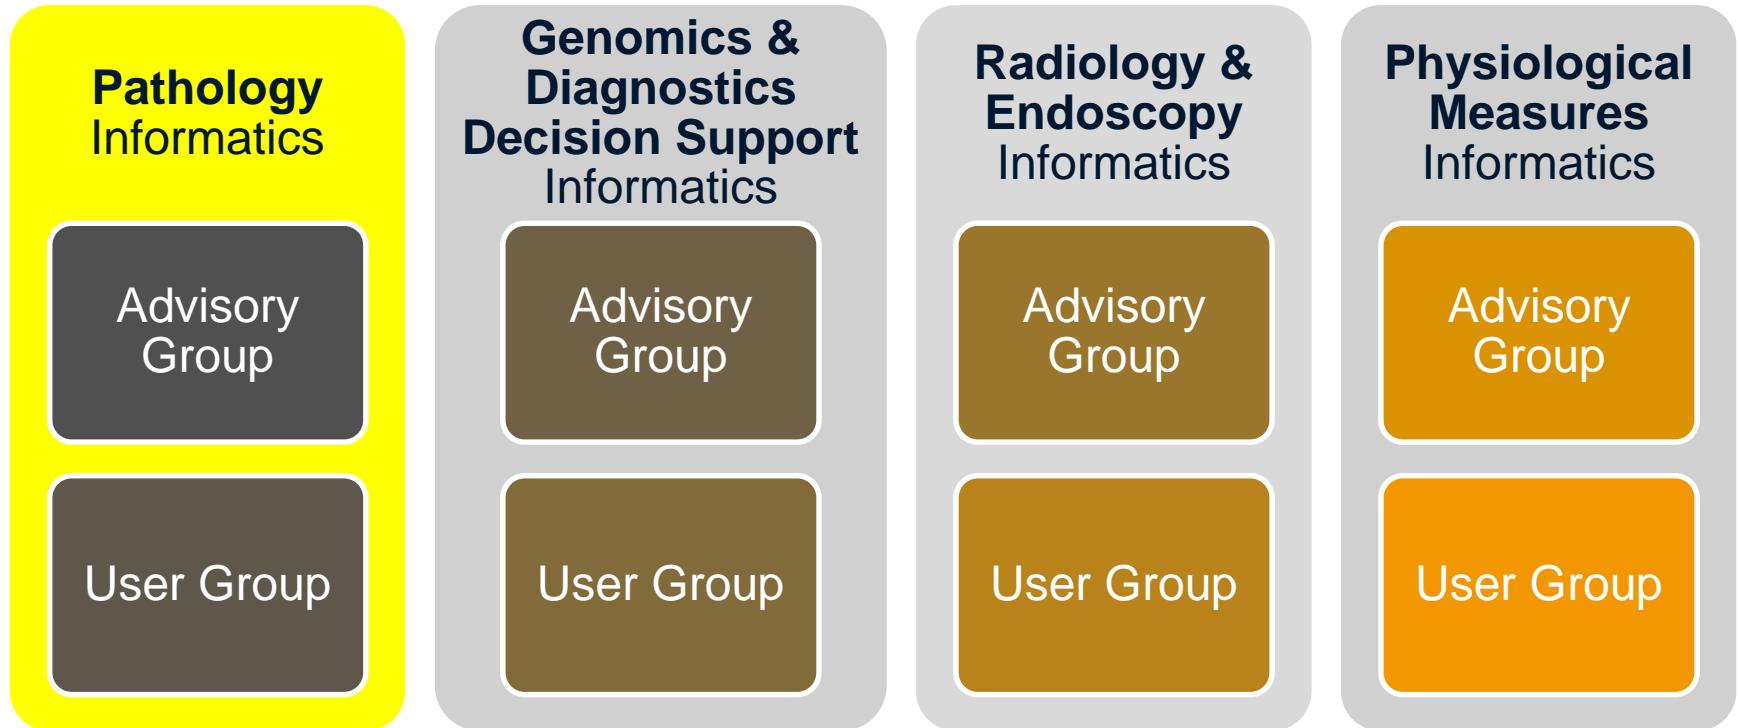 Pathology
Informatics
Advisory
Group
User Group
Genomics &
Diagnostics
Decision Support
Informatics
Advisory
Group
User Group
Radiology &
Endoscopy
Informatics
Advisory
Group
User Group
Physiological
Measures
Informatics
Advisory
Group
User Group